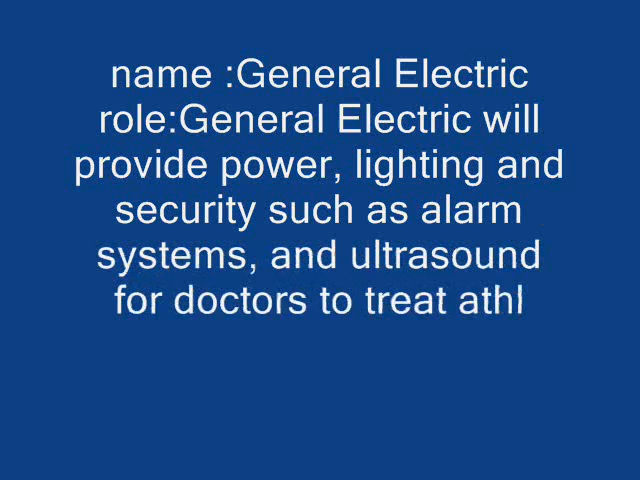 name :General Electric
role:General Electric will
provide power, lighting and
security such as alarm
systems, and ultrasound
for doctors to treat athl